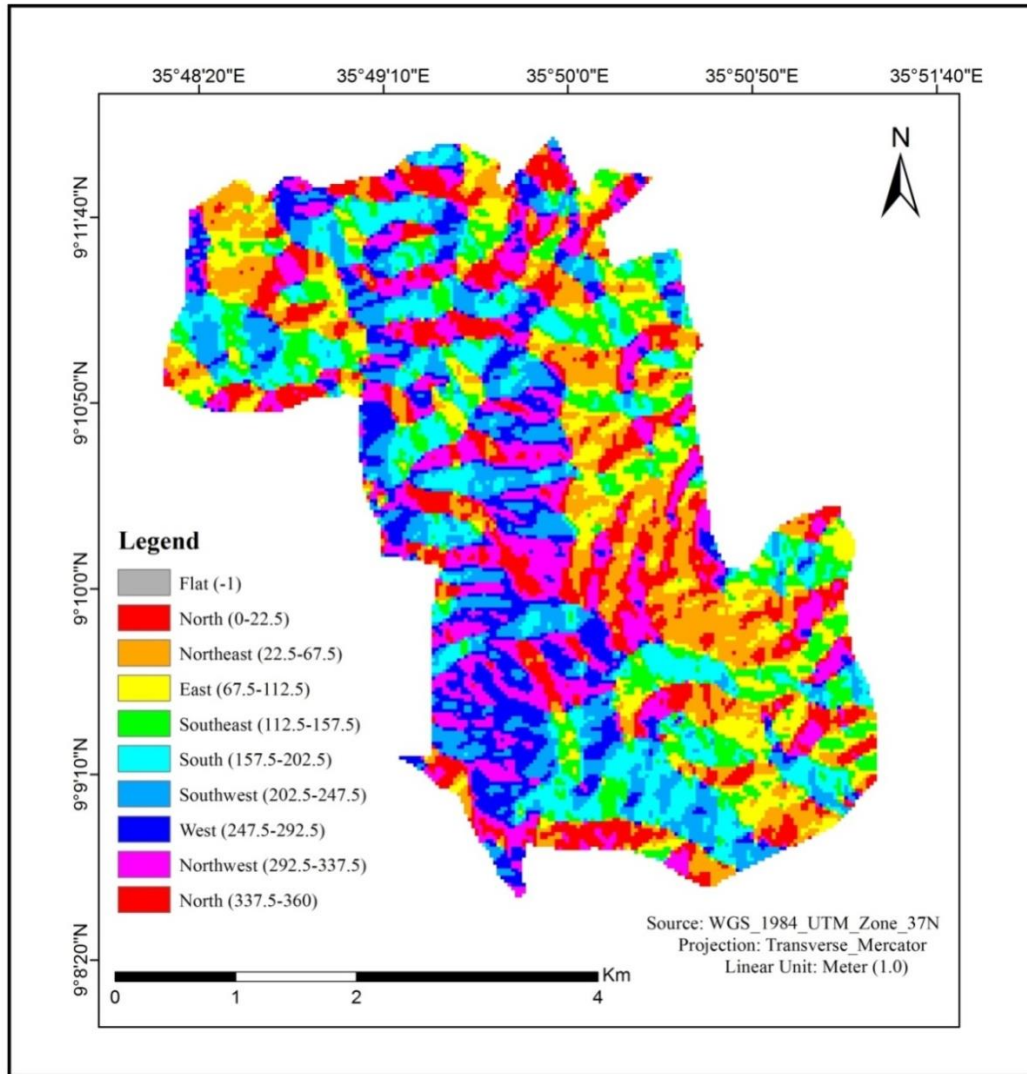 35°48'20"E 35°49'10"E 35°50'0"E 35°50'50"E 35°51'40"E
N
9°11'40"N
9°10'50"N
9°10'0"N
9°9'10"N
9°8'20"N
Legend
Flat (-1)
North (0-22.5)
Northeast (22.5-67.5)
East (67.5-112.5)
Southeast (112.5-157.5)
South (157.5-202.5)
Southwest (202.5-247.5)
West (247.5-292.5)
Northwest (292.5-337.5)
North (337.5-360)
Source: WGS_1984_UTM_Zone_37N
Projection: Transverse_Mercator
Linear Unit: Meter (1.0)
Km
0 1 2 4